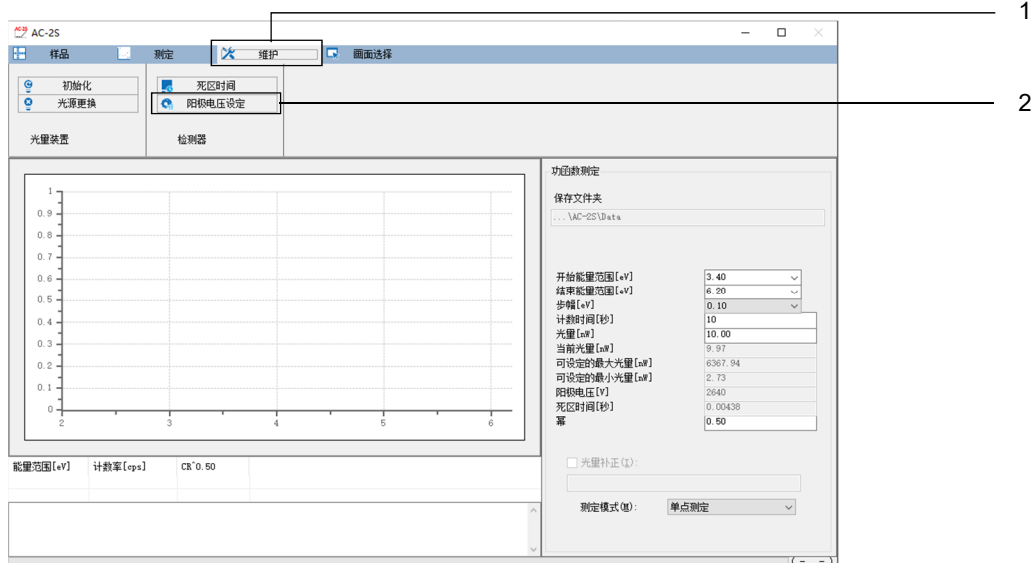 1
AC-2S
样品 测定 维护 画面选择
初始化 死区时间
光源更换 阳极电压设定
2
光量装置 检测器
功函数测定
保存文件夹
...\AC-2S\Data
1
0.9
0.8
0.7
0.6
0.5
0.4
0.3
0.2
0.1
0
2 3 4 5 6
开始能量范围[eV] 3.40
结束能量范围[eV] 6.20
步幅[eV] 0.10
计数时间[秒] 10
光量[nW] 10.00
当前光量[nW] 9.97
可设定的最大光量[nW] 6367.94
可设定的最小光量[nW] 2.73
阳极电压[V] 2640
死区时间[秒] 0.00438
幂 0.50
能量范围[eV] 计数率[cps] CR^0.50
光量补正(I):
测定模式(M): 单点测定
(- -)